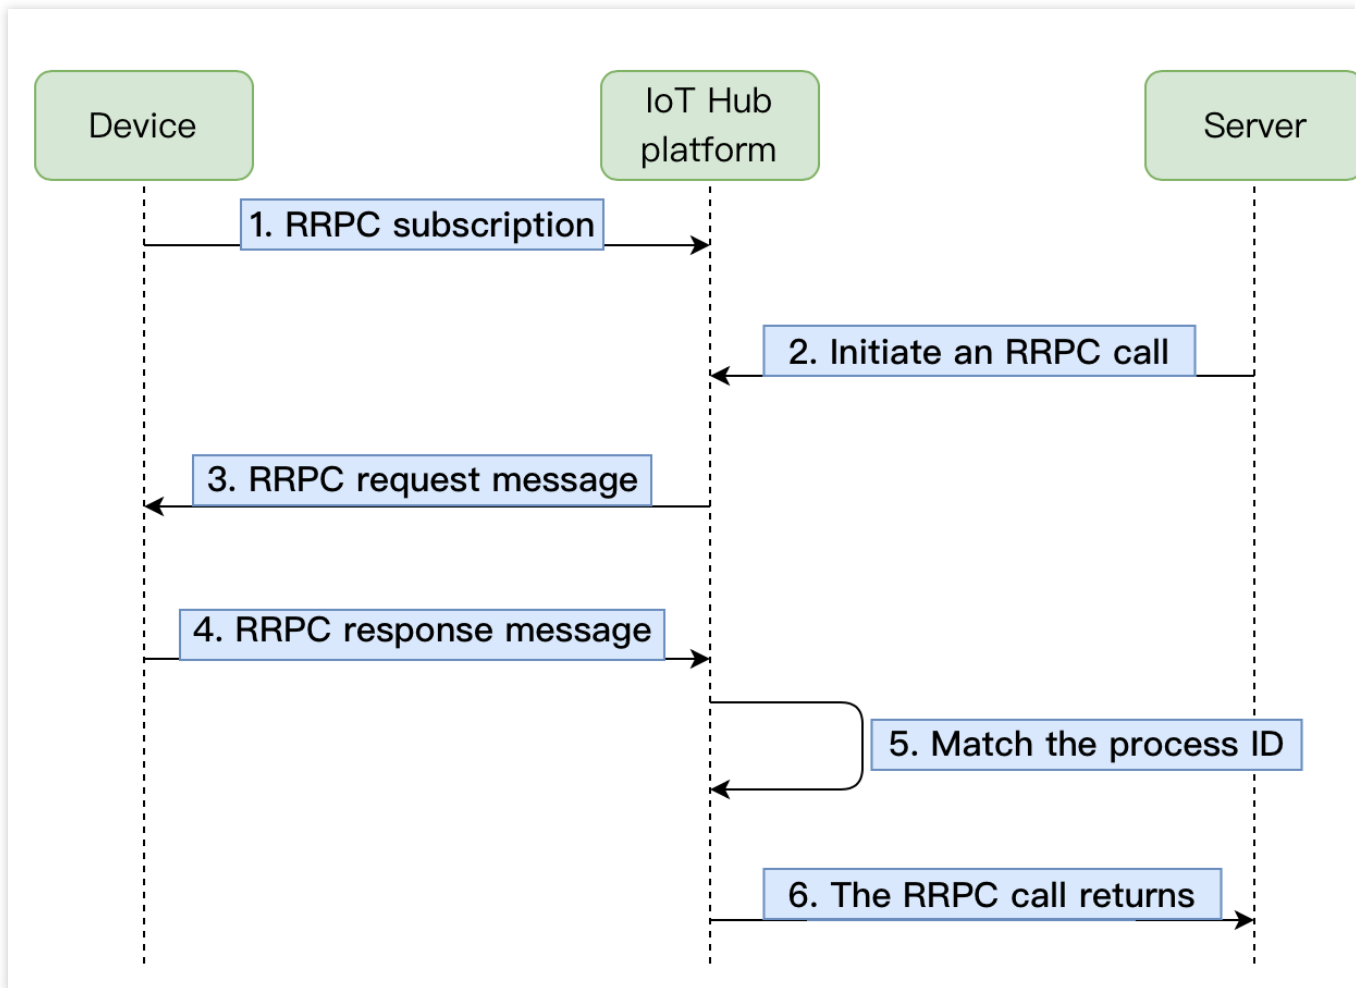 Device
IoT Hub
platform
Server
1. RRPC subscription
2. Initiate an RRPC call
3. RRPC request message
4. RRPC response message
5. Match the process ID
6. The RRPC call returns